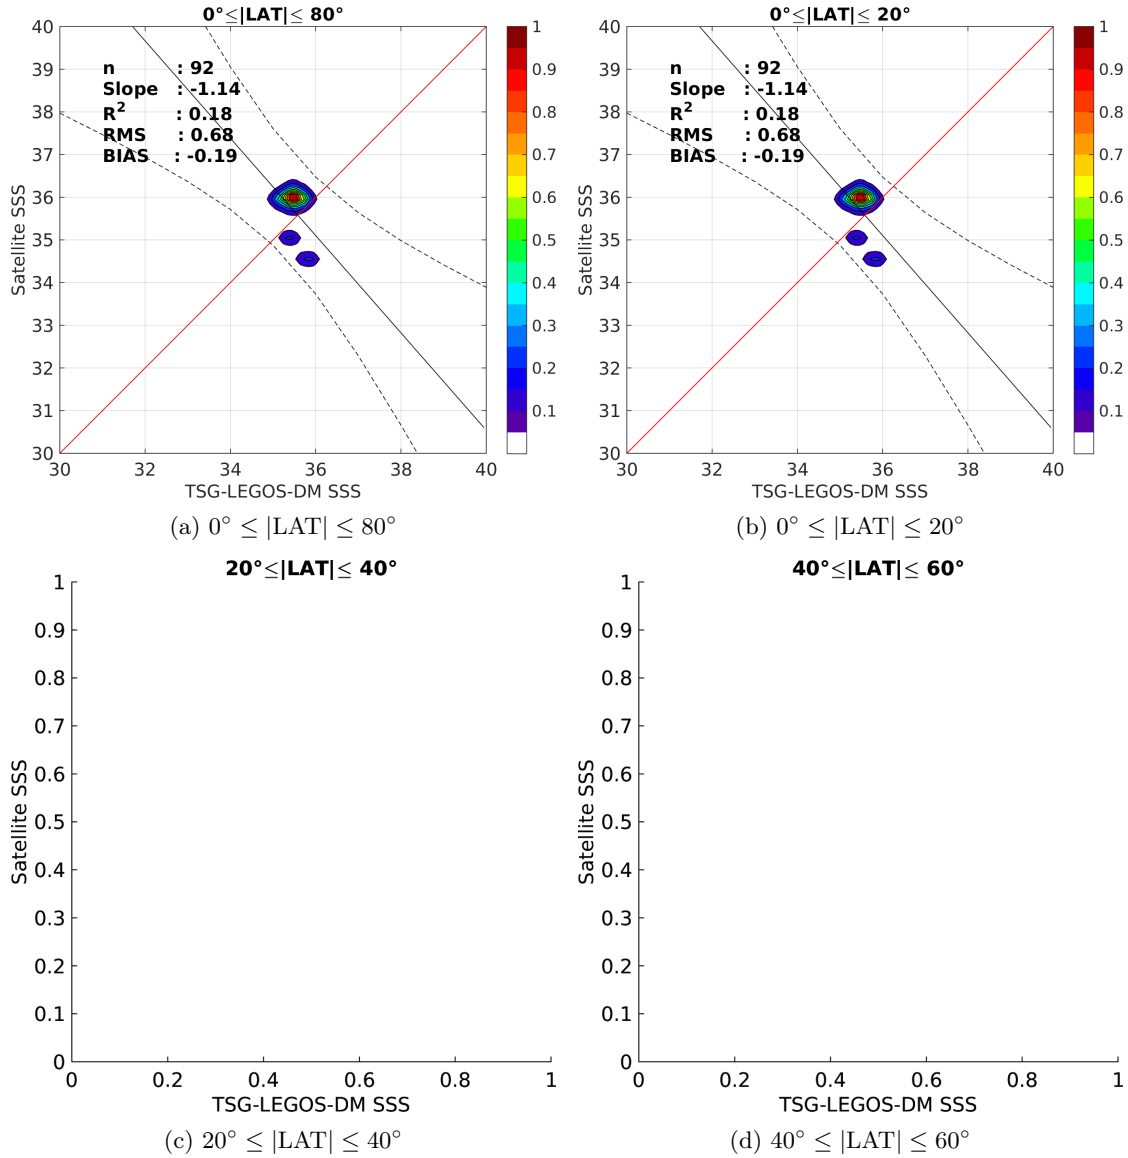 0°≤|LAT|≤ 80°
n : 92
Slope : -1.14
R² : 0.18
RMS : 0.68
BIAS : -0.19
40
39
38
37
36
35
34
33
32
31
30
Satellite SSS
30 32 34 36 38 40
TSG-LEGOS-DM SSS
1
0.9
0.8
0.7
0.6
0.5
0.4
0.3
0.2
0.1
(a) 0° ≤ |LAT| ≤ 80°
0°≤|LAT|≤ 20°
n : 92
Slope : -1.14
R² : 0.18
RMS : 0.68
BIAS : -0.19
40
39
38
37
36
35
34
33
32
31
30
Satellite SSS
30 32 34 36 38 40
TSG-LEGOS-DM SSS
1
0.9
0.8
0.7
0.6
0.5
0.4
0.3
0.2
0.1
(b) 0° ≤ |LAT| ≤ 20°
20°≤|LAT|≤ 40°
1
0.9
0.8
0.7
0.6
0.5
0.4
0.3
0.2
0.1
0
Satellite SSS
0 0.2 0.4 0.6 0.8 1
TSG-LEGOS-DM SSS
(c) 20° ≤ |LAT| ≤ 40°
40°≤|LAT|≤ 60°
1
0.9
0.8
0.7
0.6
0.5
0.4
0.3
0.2
0.1
0
Satellite SSS
0 0.2 0.4 0.6 0.8 1
TSG-LEGOS-DM SSS
(d) 40° ≤ |LAT| ≤ 60°